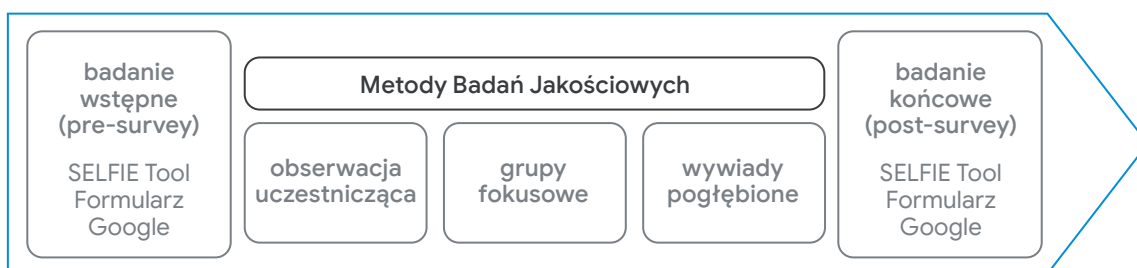 badanie
wstępne
(pre-survey)
SELFIE Tool
Formularz
Google
Metody Badań Jakościowych
obserwacja
uczestnicząca
grupy
fokusowe
wywiady
pogłębione
badanie
końcowe
(post-survey)
SELFIE Tool
Formularz
Google